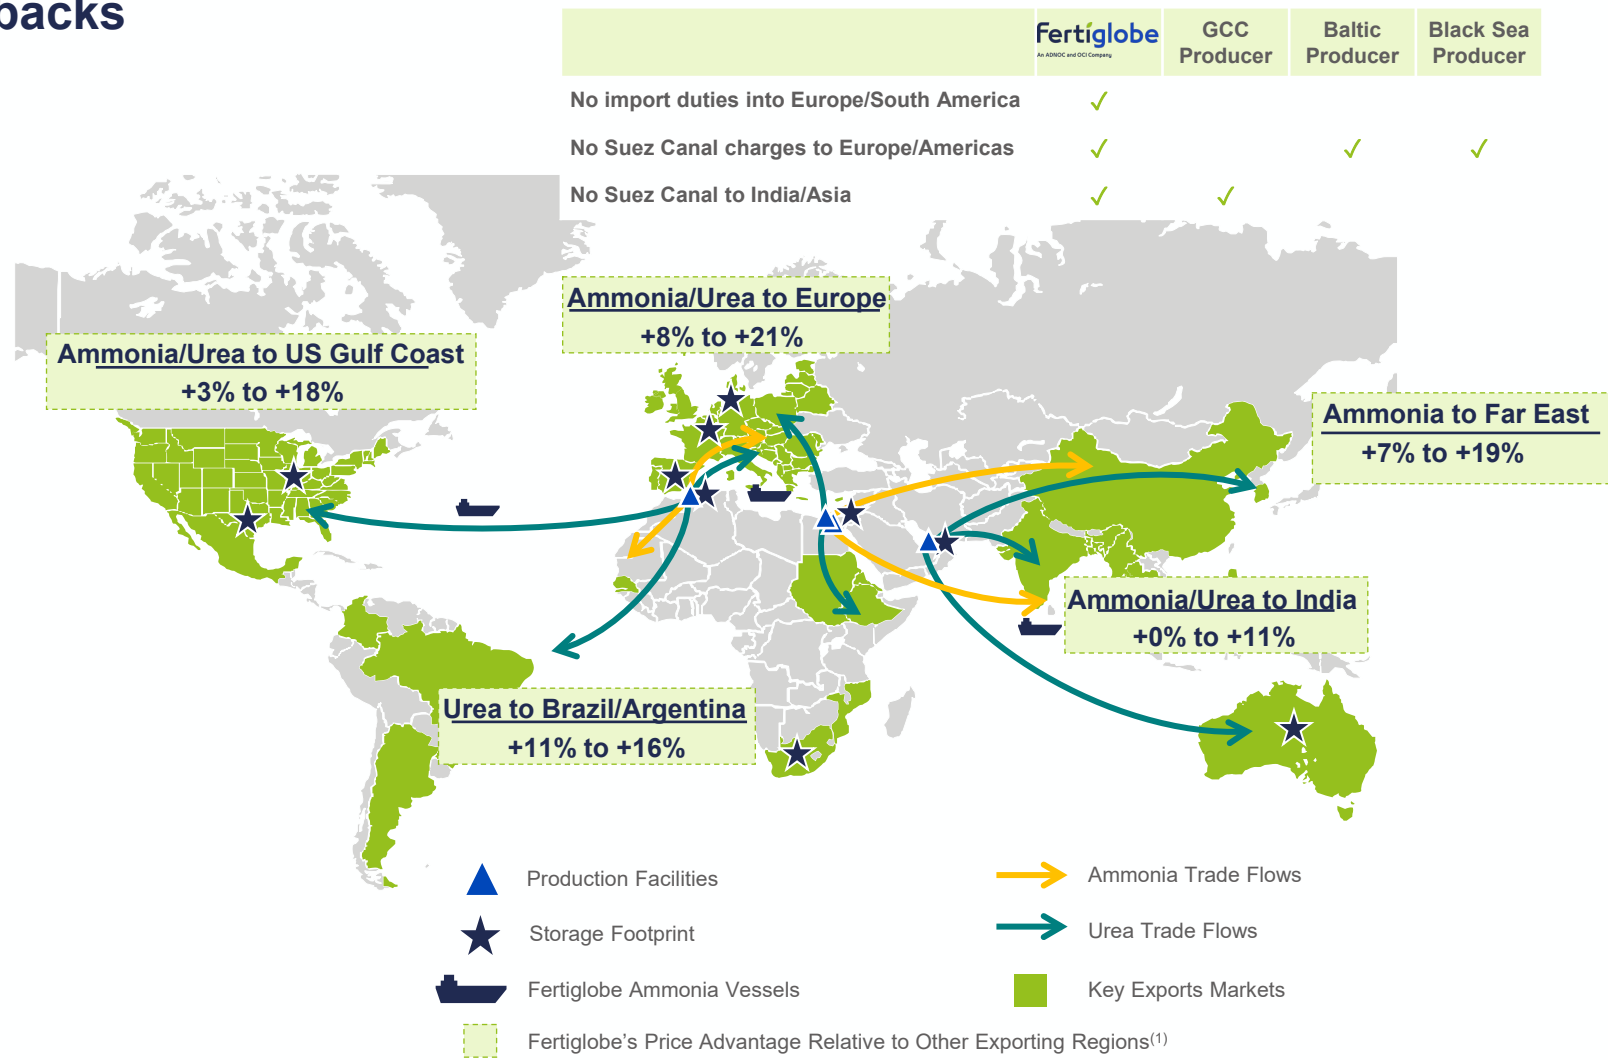 packs
fertiglobe
An ADNOC and OCI Company
GCC
Producer
Baltic
Producer
Black Sea
Producer
No import duties into Europe/South America ✓
No Suez Canal charges to Europe/Americas ✓ ✓ ✓
No Suez Canal to India/Asia ✓ ✓
Ammonia/Urea to Europe
+8% to +21%
Ammonia/Urea to US Gulf Coast
+3% to +18%
Ammonia to Far East
+7% to +19%
Ammonia/Urea to India
+0% to +11%
Urea to Brazil/Argentina
+11% to +16%
Production Facilities
Storage Footprint
Fertiglobe Ammonia Vessels
Fertiglobe's Price Advantage Relative to Other Exporting Regions(1)
Ammonia Trade Flows
Urea Trade Flows
Key Exports Markets